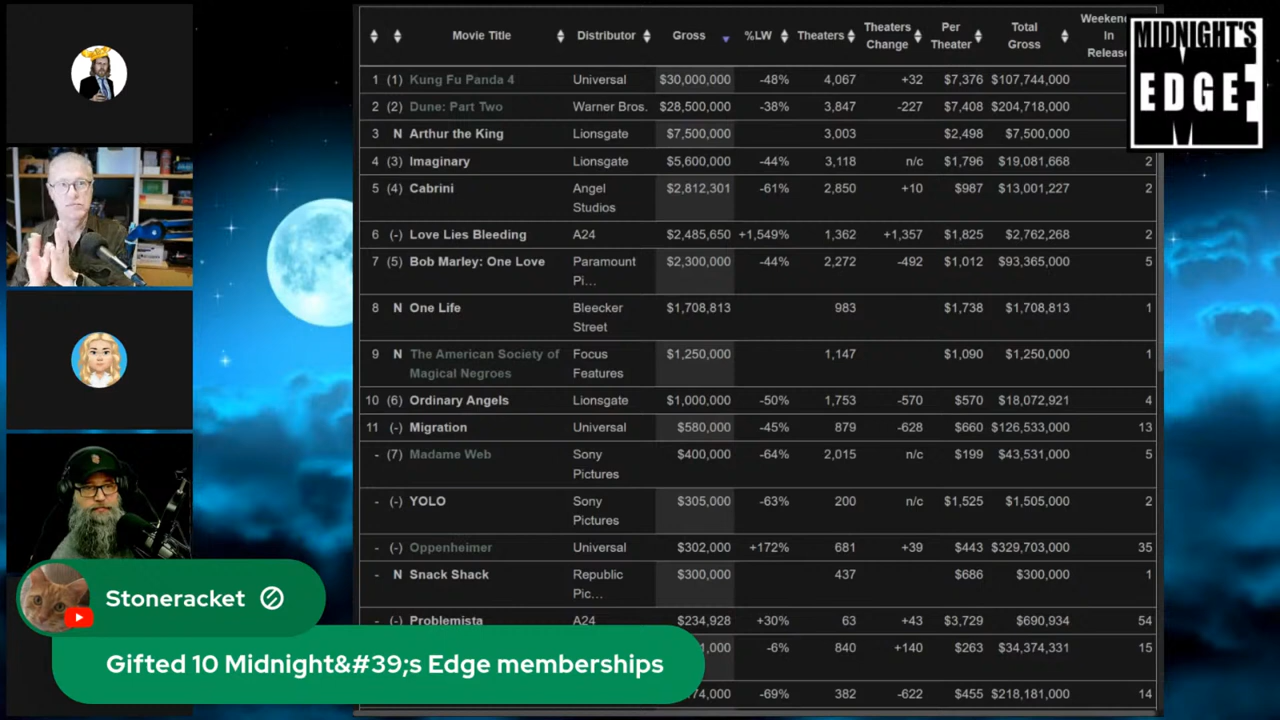 Movie Title Distributor Gross %LW Theaters Theaters Change Per Theater Total Gross Weekend In Release
1 (1) Kung Fu Panda 4 Universal $30,000,000 -48% 4,067 +32 $7,376 $107,744,000
2 (2) Dune: Part Two Warner Bros. $28,500,000 -38% 3,847 -227 $7,408 $204,718,000
3 N Arthur the King Lionsgate $7,500,000 3,003 $2,498 $7,500,000
4 (3) Imaginary Lionsgate $5,600,000 -44% 3,118 n/c $1,796 $19,081,668 2
5 (4) Cabrini Angel Studios $2,812,301 -61% 2,850 +10 $987 $13,001,227 2
6 (-) Love Lies Bleeding A24 $2,485,650 +1,549% 1,362 +1,357 $1,825 $2,762,268 2
7 (5) Bob Marley: One Love Paramount Pi... $2,300,000 -44% 2,272 -492 $1,012 $93,365,000 5
8 N One Life Bleecker Street $1,708,813 983 $1,738 $1,708,813 1
9 N The American Society of Magical Negroes Focus Features $1,250,000 1,147 $1,090 $1,250,000 1
10 (6) Ordinary Angels Lionsgate $1,000,000 -50% 1,753 -570 $570 $18,072,921 4
11 (-) Migration Universal $580,000 -45% 879 -628 $660 $126,533,000 13
- (7) Madame Web Sony Pictures $400,000 -64% 2,015 n/c $199 $43,531,000 5
- (-) YOLO Sony Pictures $305,000 -63% 200 n/c $1,525 $1,505,000 2
- (-) Oppenheimer Universal $302,000 +172% 681 +39 $443 $329,703,000 35
- N Snack Shack Republic Pic... $300,000 437 $686 $300,000 1
- (-) Problemista A24 $234,928 +30% 63 +43 $3,729 $690,934 54
-6% 840 +140 $263 $34,374,331 15
-69% 382 -622 $455 $218,181,000 14
MIDNIGHT'S
EDGE
Stoneracket
Gifted 10 Midnight&#39;s Edge memberships